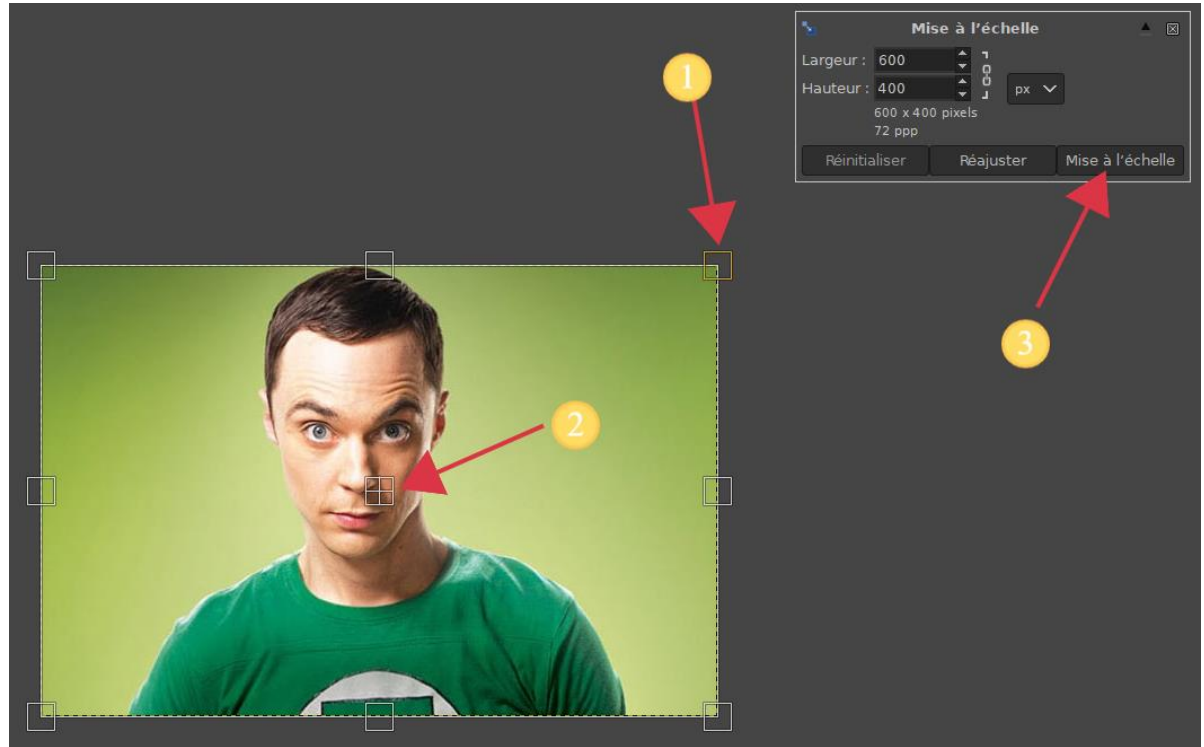 Mise à l’échelle
Largeur : 600
Hauteur : 400
px
600 x 400 pixels
72 ppp
Réinitialiser Réajuster Mise à l’échelle
1
2
3